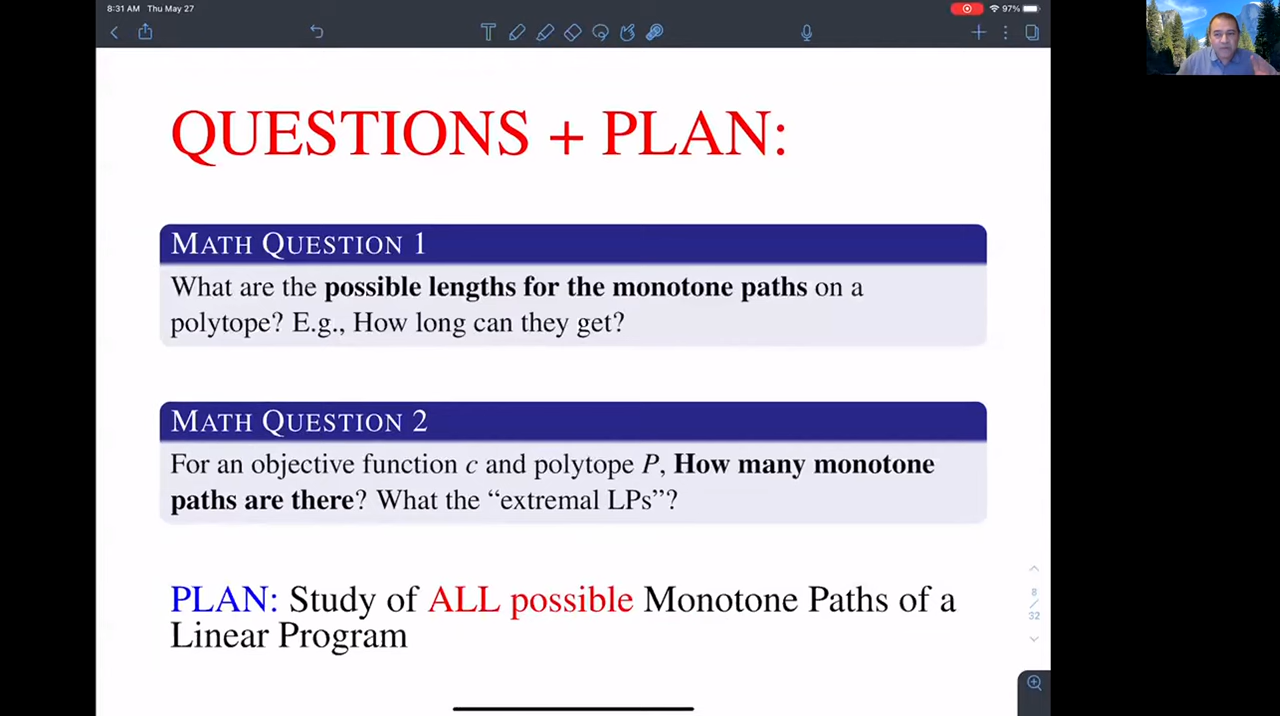 8:31 AM Thu May 27
97%
QUESTIONS + PLAN:
MATH QUESTION 1
What are the possible lengths for the monotone paths on a
polytope? E.g., How long can they get?
MATH QUESTION 2
For an objective function c and polytope P, How many monotone
paths are there? What the “extremal LPs”?
PLAN: Study of ALL possible Monotone Paths of a
Linear Program
8
/
32